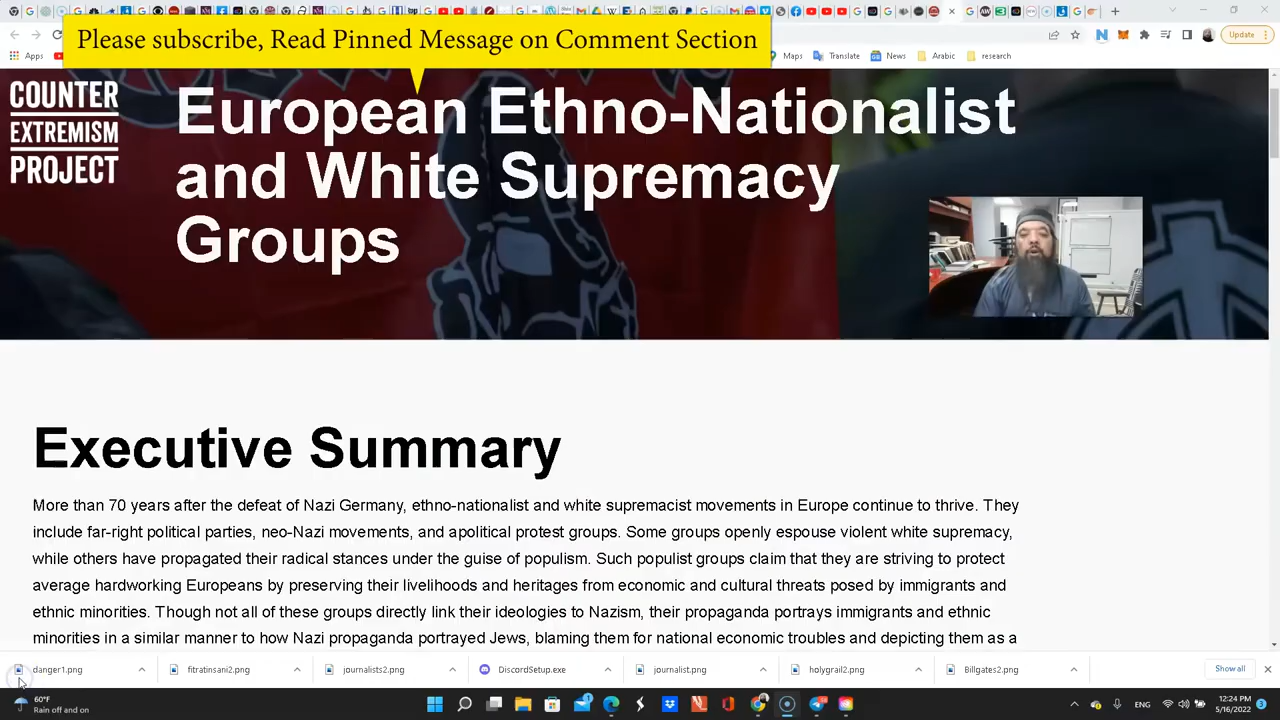 Please subscribe, Read Pinned Message on Comment Section
Update
Apps
Maps
Translate
News
Arabic
research
COUNTER
EXTREMISM
PROJECT
European Ethno-Nationalist
and White Supremacy
Groups
Executive Summary
More than 70 years after the defeat of Nazi Germany, ethno-nationalist and white supremacist movements in Europe continue to thrive. They
include far-right political parties, neo-Nazi movements, and apolitical protest groups. Some groups openly espouse violent white supremacy,
while others have propagated their radical stances under the guise of populism. Such populist groups claim that they are striving to protect
average hardworking Europeans by preserving their livelihoods and heritages from economic and cultural threats posed by immigrants and
ethnic minorities. Though not all of these groups directly link their ideologies to Nazism, their propaganda portrays immigrants and ethnic
minorities in a similar manner to how Nazi propaganda portrayed Jews, blaming them for national economic troubles and depicting them as a
danger1.png
fitratinsani2.png
journalists2.png
DiscordSetup.exe
journalist.png
holygrail2.png
Billgates2.png
Show all
60°F
Rain off and on
ENG
12:24 PM
5/16/2022
3